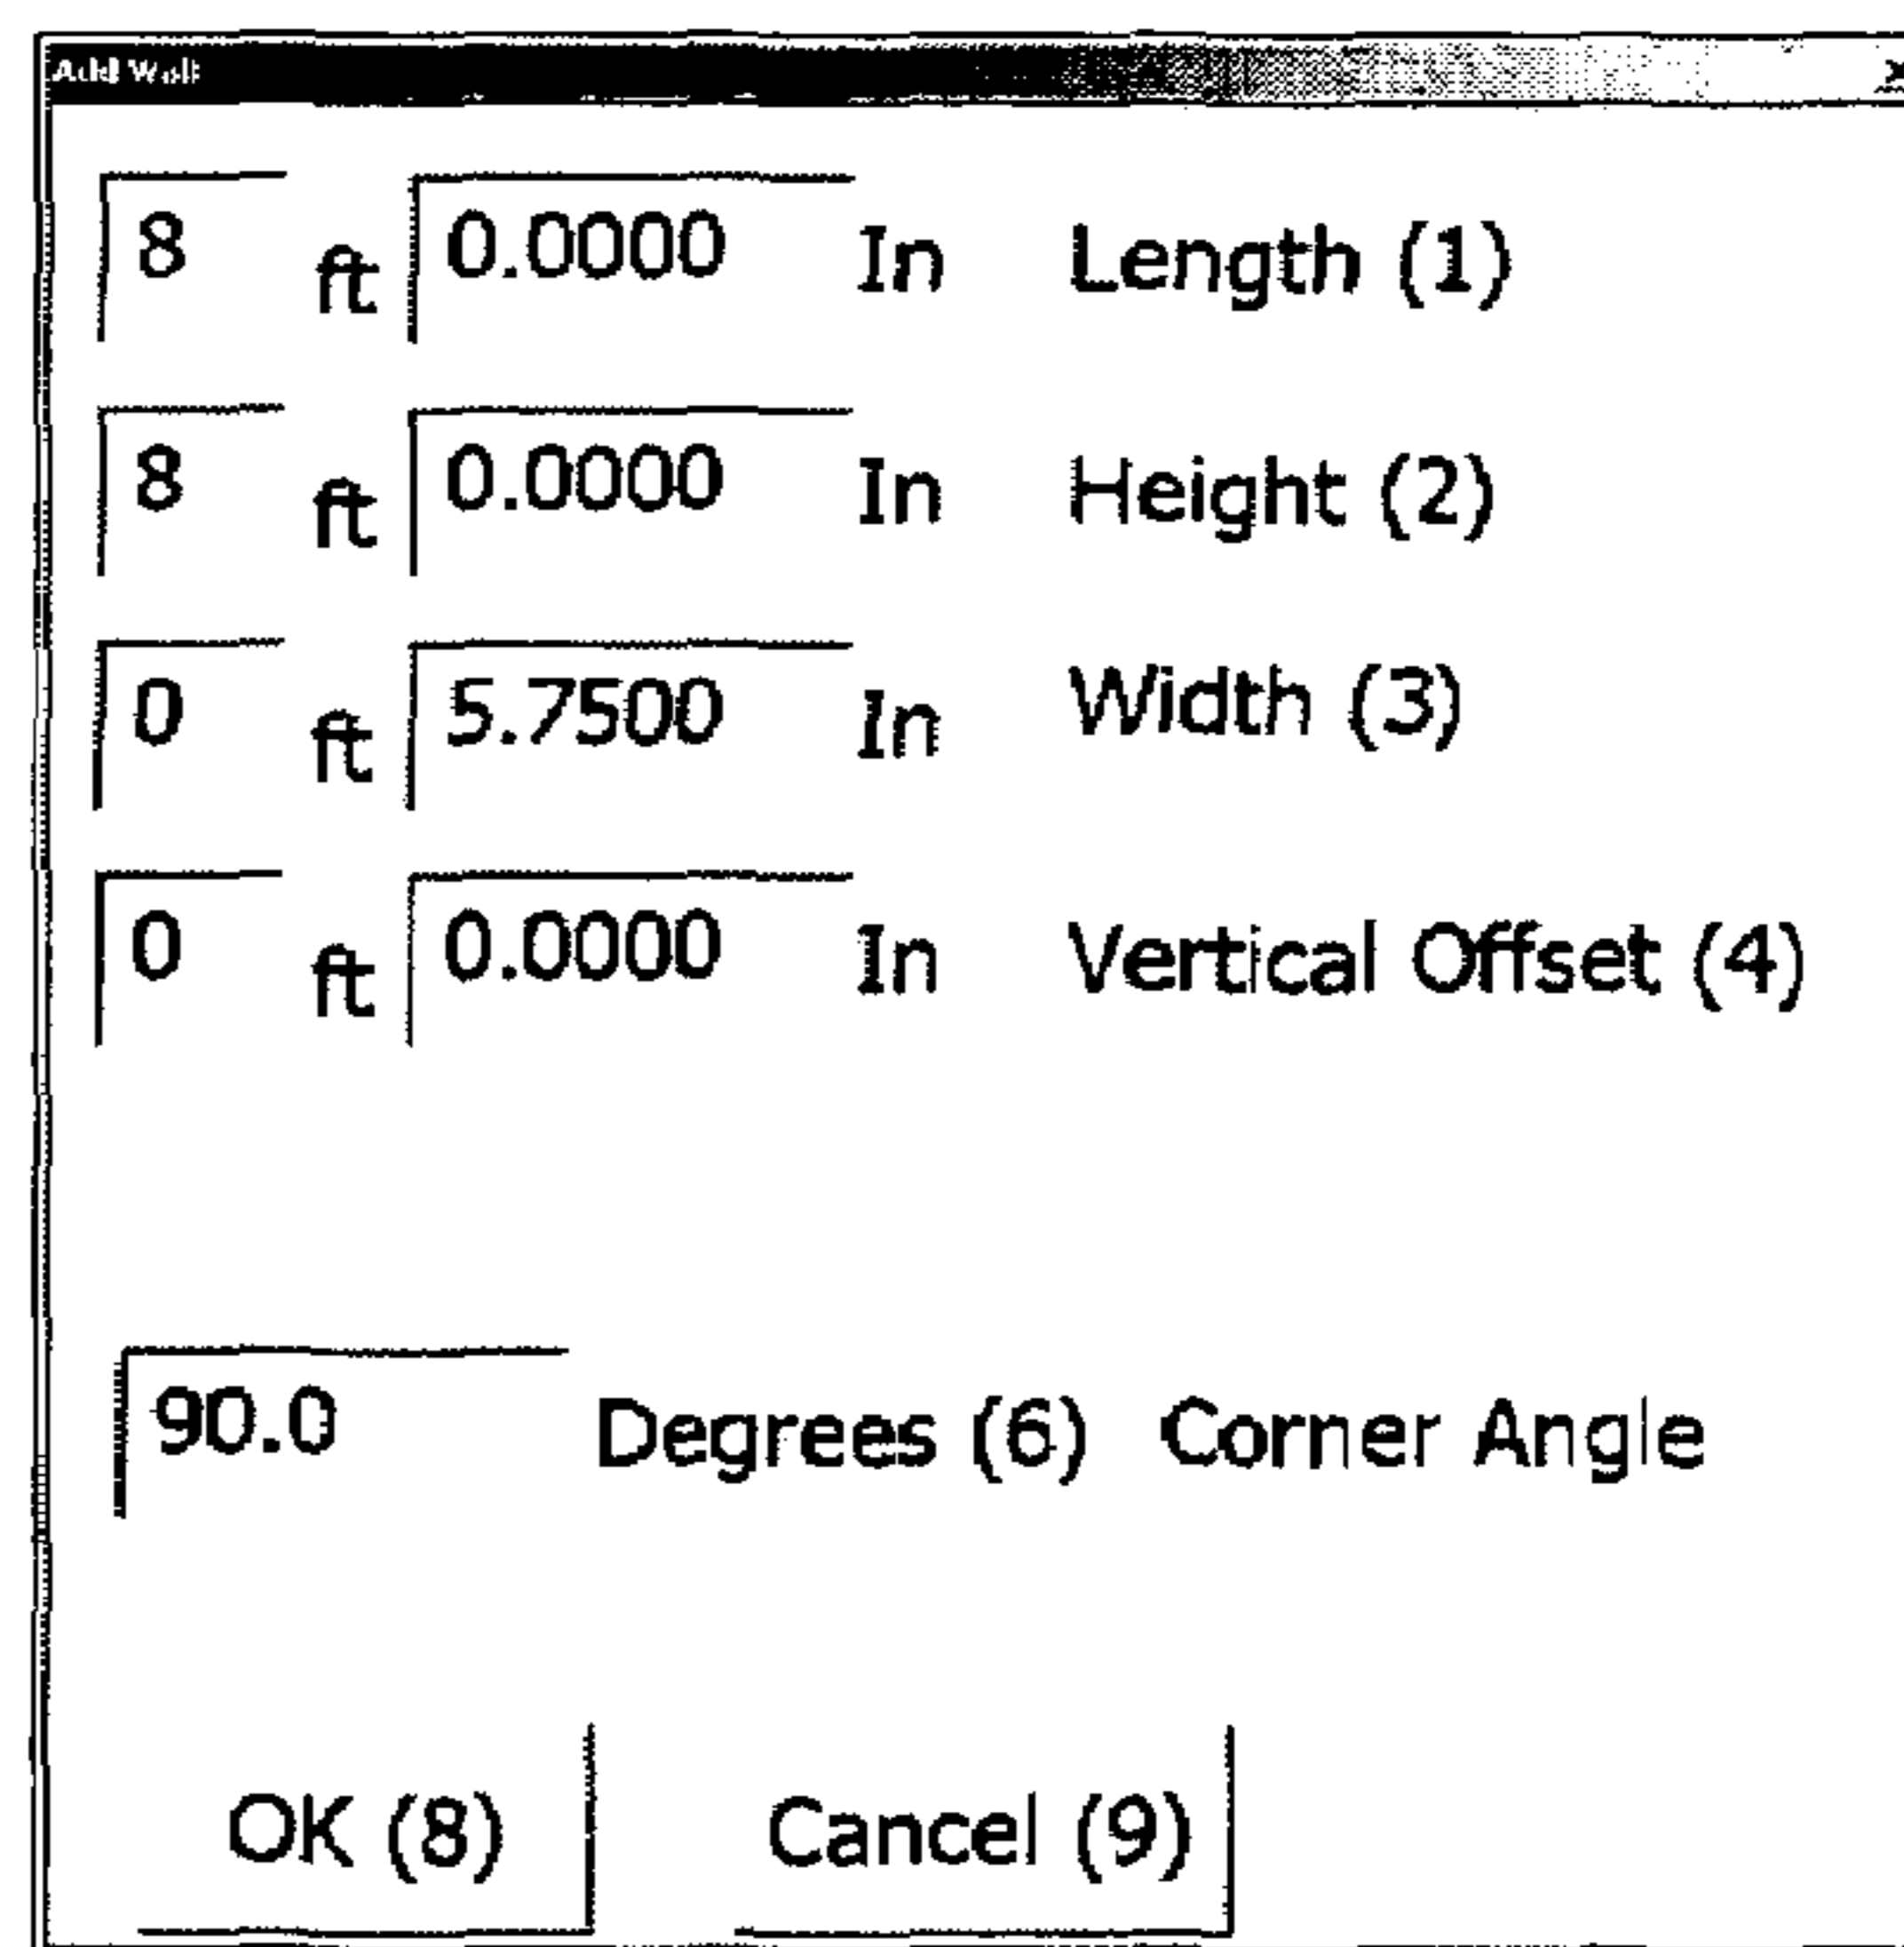 Add Wall
8 ft 0.0000 In Length (1)
8 ft 0.0000 In Height (2)
0 ft 5.7500 In Width (3)
0 ft 0.0000 In Vertical Offset (4)
90.0 Degrees (6) Corner Angle
OK (8) Cancel (9)